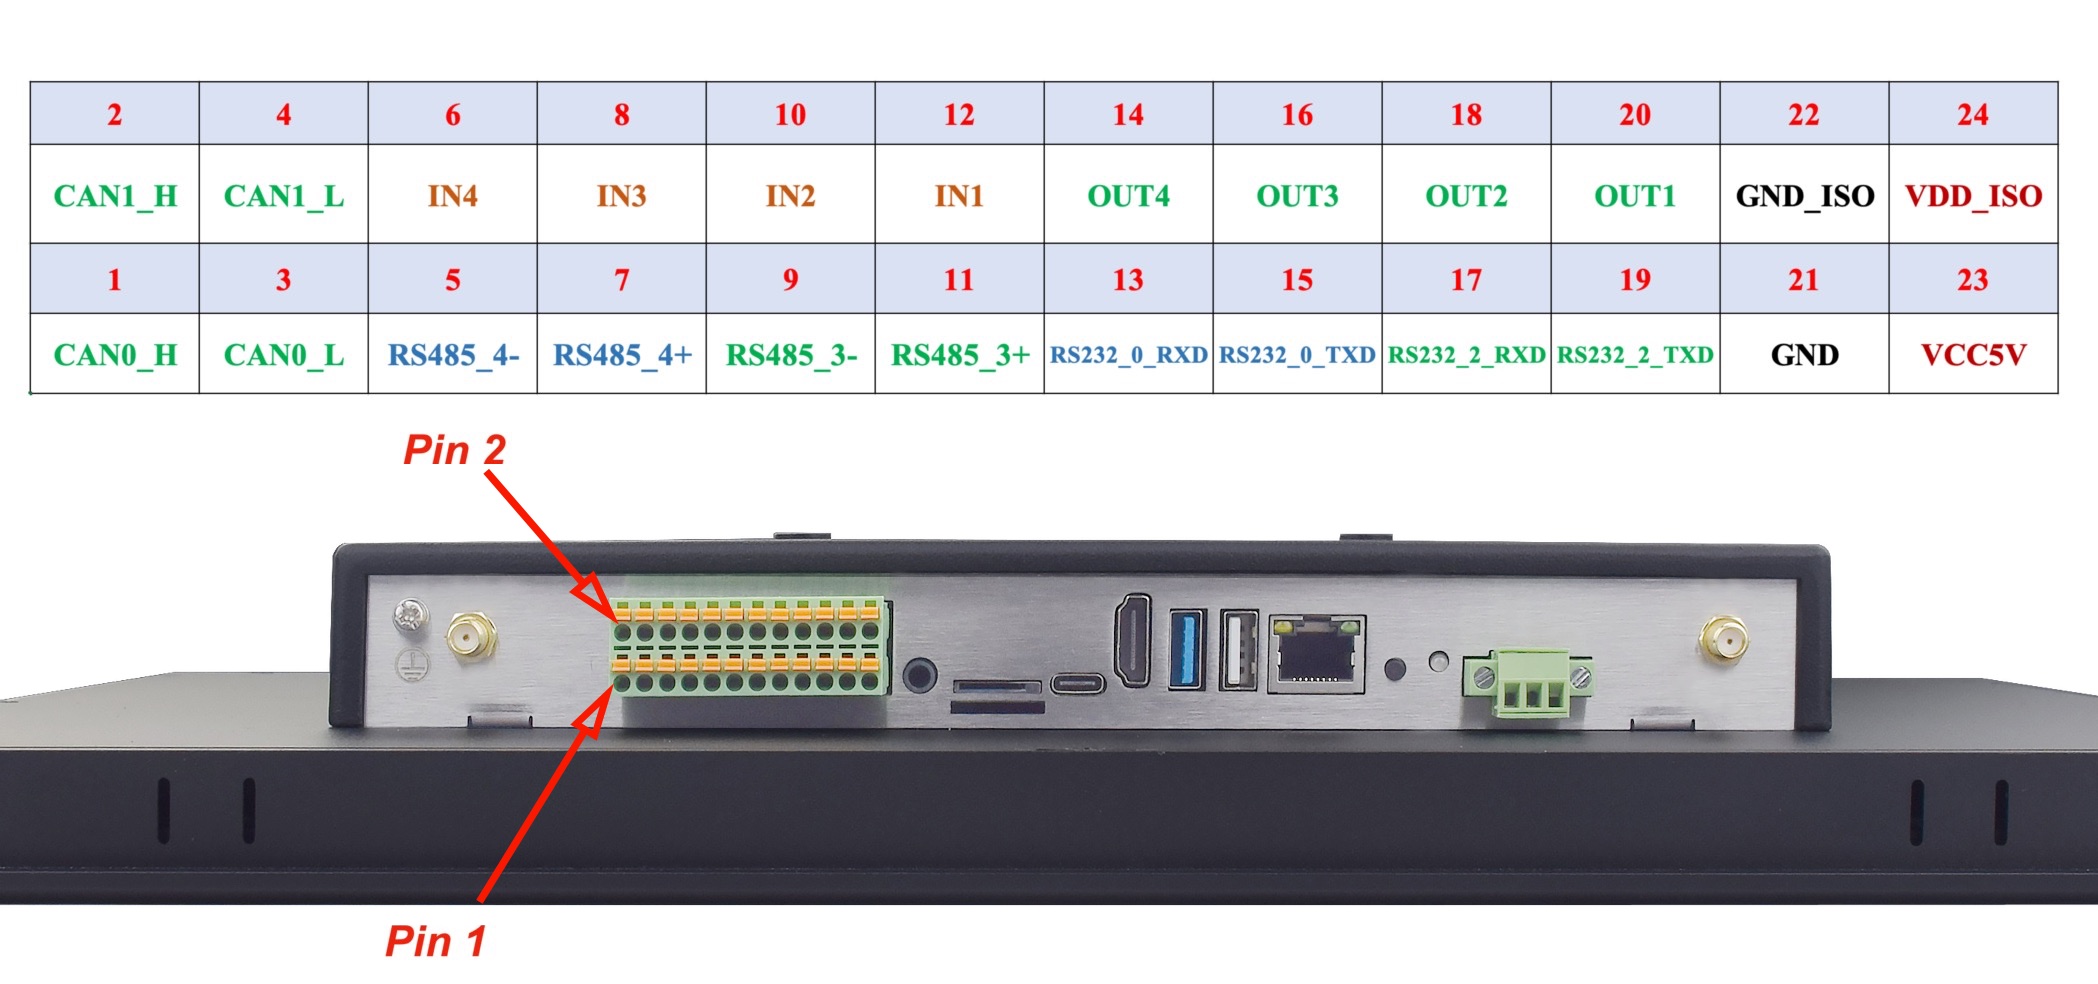 2 4 6 8 10 12 14 16 18 20 22 24
CAN1_H CAN1_L IN4 IN3 IN2 IN1 OUT4 OUT3 OUT2 OUT1 GND_ISO VDD_ISO
1 3 5 7 9 11 13 15 17 19 21 23
CAN0_H CAN0_L RS485_4- RS485_4+ RS485_3- RS485_3+ RS232_0_RXD RS232_0_TXD RS232_2_RXD RS232_2_TXD GND VCC5V
Pin 2
Pin 1